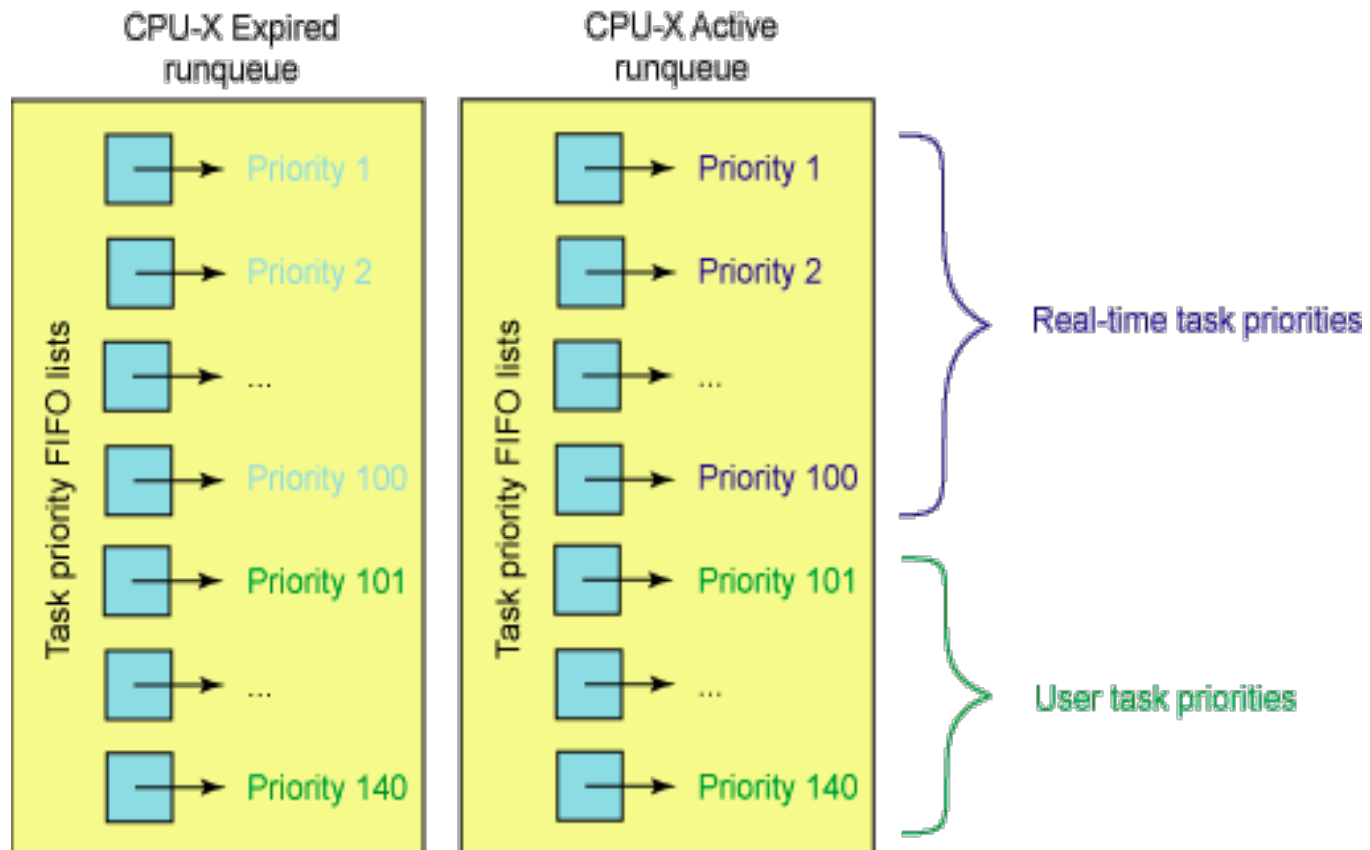 CPU-X Expired
runqueue
Task priority FIFO lists
Priority 1
Priority 2
...
Priority 100
Priority 101
...
Priority 140
CPU-X Active
runqueue
Task priority FIFO lists
Priority 1
Priority 2
...
Priority 100
Priority 101
...
Priority 140
Real-time task priorities
User task priorities